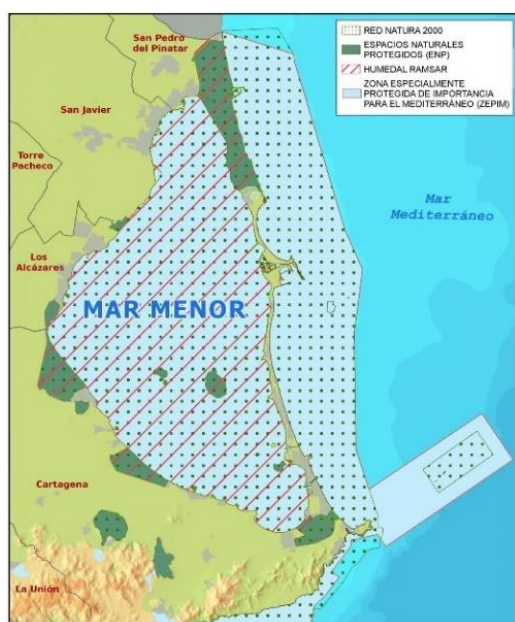 San Pedro
del Pinatar
San Javier
Torre
Pacheco
Los
Alcázares
MAR MENOR
Cartagena
La Unión
Mar
Mediterráneo
RED NATURA 2000
ESPACIOS NATURALES
PROTEGIDOS (ENP)
HUMEDAL RAMSAR
ZONA ESPECIALMENTE
PROTEGIDA DE IMPORTANCIA
PARA EL MEDITERRÁNEO (ZEPIM)